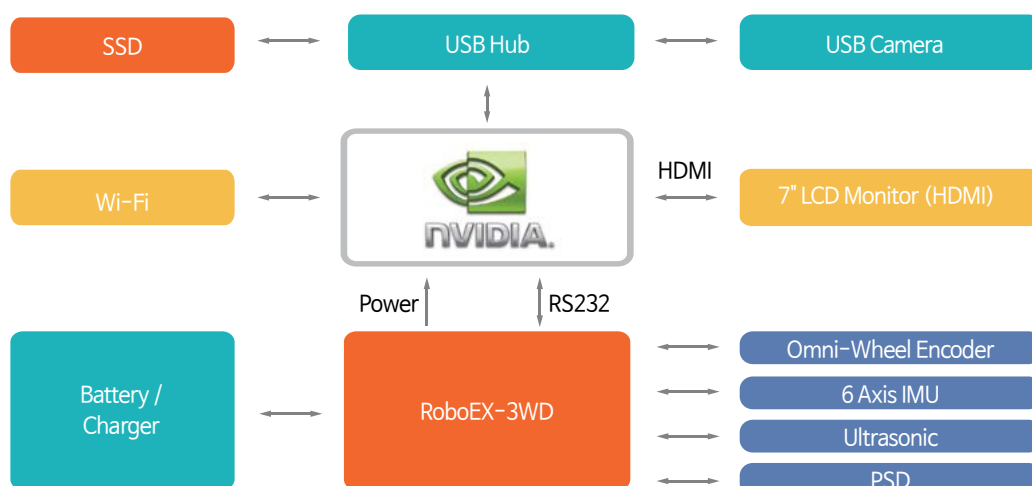 SSD
USB Hub
USB Camera
Wi-Fi
nVIDIA.
HDMI
7" LCD Monitor (HDMI)
Power
RS232
Battery /
Charger
RoboEX-3WD
Omni-Wheel Encoder
6 Axis IMU
Ultrasonic
PSD